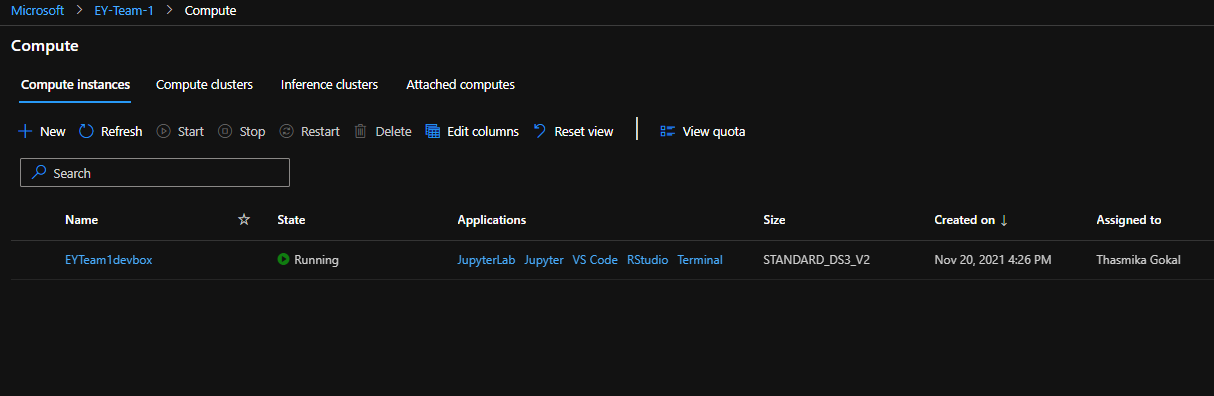 Microsoft > EY-Team-1 > Compute
Compute
Compute instances Compute clusters Inference clusters Attached computes
New Refresh Start Stop Restart Delete Edit columns Reset view View quota
Search
Name State Applications Size Created on ↓ Assigned to
EYTeam1devbox Running JupyterLab Jupyter VS Code RStudio Terminal STANDARD_DS3_V2 Nov 20, 2021 4:26 PM Thasmika Gokal